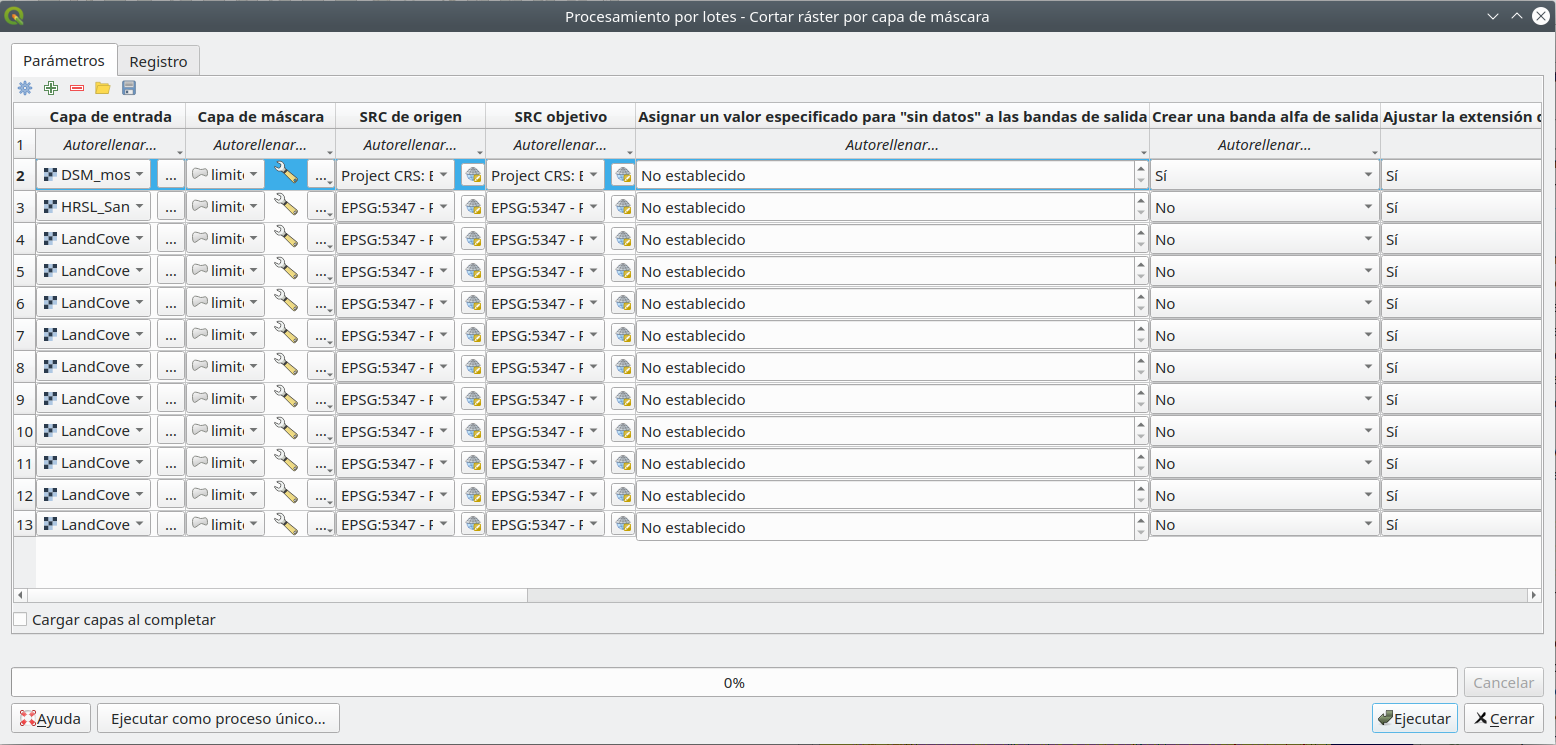 Procesamiento por lotes - Cortar ráster por capa de máscara
Parámetros Registro
Capa de entrada Capa de máscara SRC de origen SRC objetivo Asignar un valor especificado para "sin datos" a las bandas de salida Crear una banda alfa de salida Ajustar la extensión
1 Autorellenar... Autorellenar... Autorellenar... Autorellenar... Autorellenar... Autorellenar...
2 DSM_mos ... limit ... Project CRS: E Project CRS: E No establecido Sí Sí
3 HRSL_San ... limit ... EPSG:5347 - P EPSG:5347 - P No establecido No Sí
4 LandCove ... limit ... EPSG:5347 - P EPSG:5347 - P No establecido No Sí
5 LandCove ... limit ... EPSG:5347 - P EPSG:5347 - P No establecido No Sí
6 LandCove ... limit ... EPSG:5347 - P EPSG:5347 - P No establecido No Sí
7 LandCove ... limit ... EPSG:5347 - P EPSG:5347 - P No establecido No Sí
8 LandCove ... limit ... EPSG:5347 - P EPSG:5347 - P No establecido No Sí
9 LandCove ... limit ... EPSG:5347 - P EPSG:5347 - P No establecido No Sí
10 LandCove ... limit ... EPSG:5347 - P EPSG:5347 - P No establecido No Sí
11 LandCove ... limit ... EPSG:5347 - P EPSG:5347 - P No establecido No Sí
12 LandCove ... limit ... EPSG:5347 - P EPSG:5347 - P No establecido No Sí
13 LandCove ... limit ... EPSG:5347 - P EPSG:5347 - P No establecido No Sí
Cargar capas al completar
0% Cancelar
Ayuda Ejecutar como proceso único... Ejecutar Cerrar